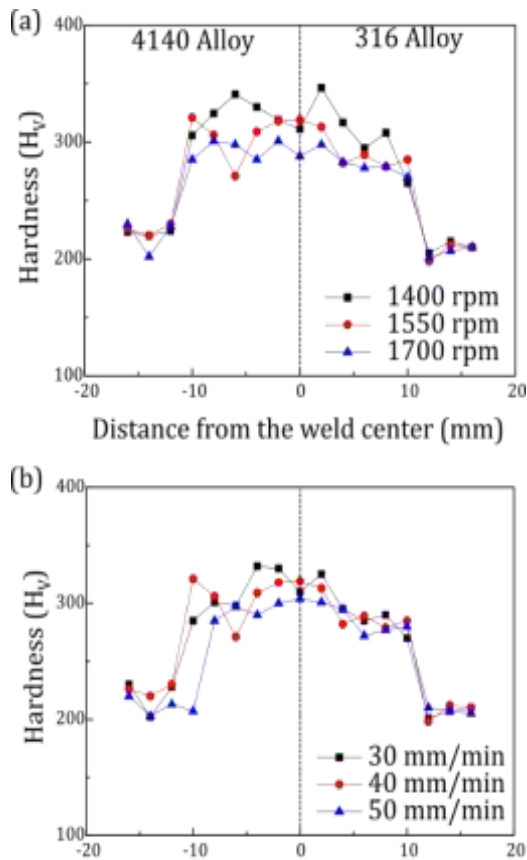 (a)
4140 Alloy 316 Alloy
400
300
200
100
Hardness (HV)
1400 rpm
1550 rpm
1700 rpm
-20 -10 0 10 20
Distance from the weld center (mm)
(b)
400
300
200
100
Hardness (HV)
30 mm/min
40 mm/min
50 mm/min
-20 -10 0 10 20